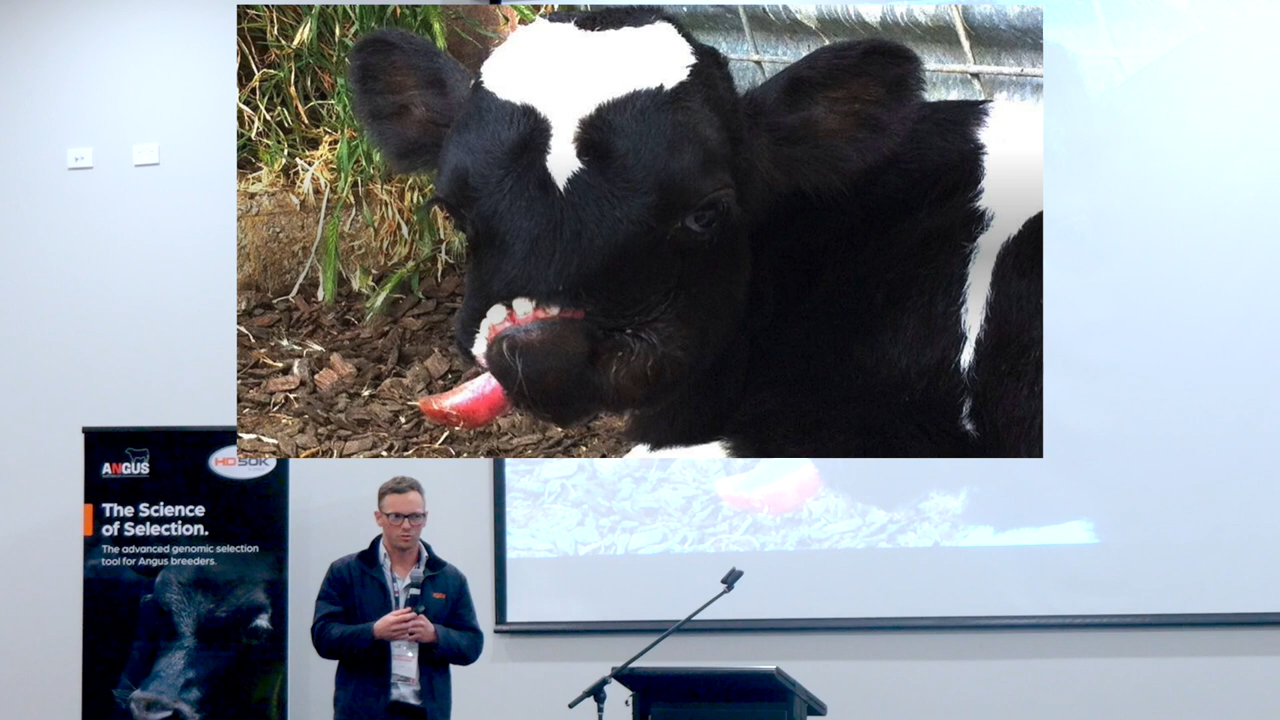 ANGUS
HD50K
The Science
of Selection.
The advanced genomic selection
tool for Angus breeders.